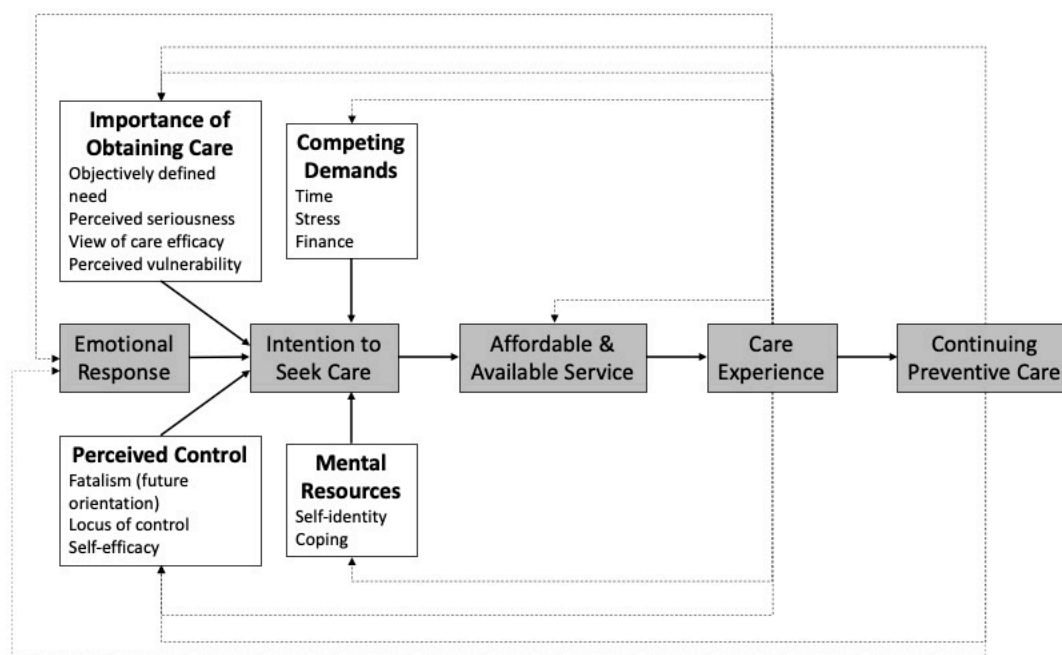 Importance of
Obtaining Care
Objectively defined
need
Perceived seriousness
View of care efficacy
Perceived vulnerability
Competing
Demands
Time
Stress
Finance
Emotional
Response
Intention to
Seek Care
Affordable &
Available Service
Care
Experience
Continuing
Preventive Care
Perceived Control
Fatalism (future
orientation)
Locus of control
Self-efficacy
Mental
Resources
Self-identity
Coping